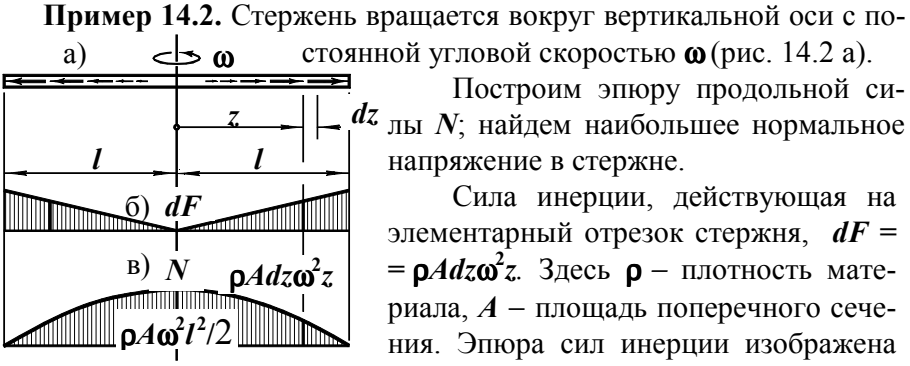 Пример 14.2. Стержень вращается вокруг вертикальной оси с по-
стоянной угловой скоростью ω (рис. 14.2 а).
а) ω
Построим эпюру продольной си-
лы N; найдем наибольшее нормальное
напряжение в стержне.
z dz
l l
Сила инерции, действующая на
элементарный отрезок стержня, dF =
= ρAdzω²z. Здесь ρ – плотность мате-
риала, A – площадь поперечного сече-
ния. Эпюра сил инерции изображена
б) dF
ρAdzω²z
в) N
ρAω²l²/2